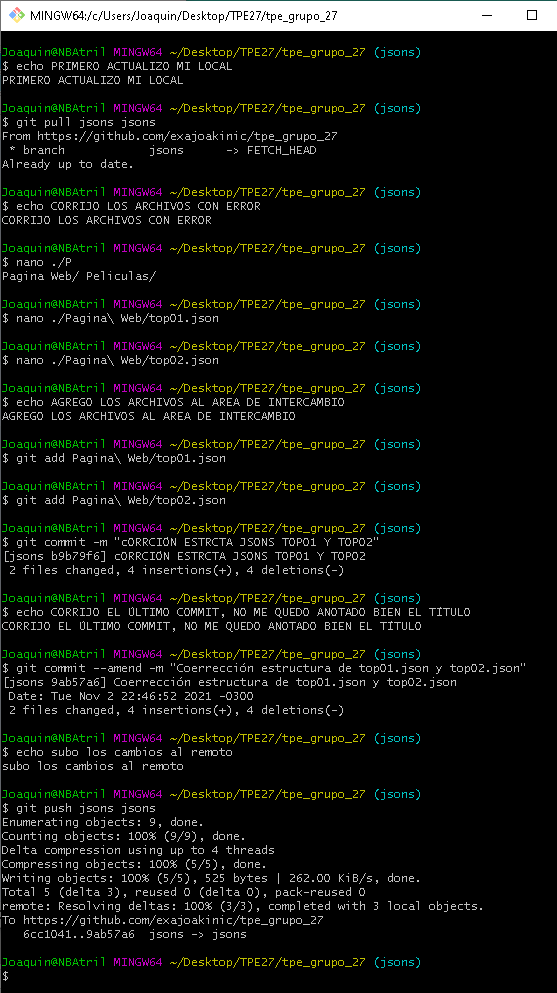 MINGW64:/c/Users/Joaquin/Desktop/TPE27/tpe_grupo_27
Joaquin@NBAtril MINGW64 ~/Desktop/TPE27/tpe_grupo_27 (jsons)
$ echo PRIMERO ACTUALIZO MI LOCAL
PRIMERO ACTUALIZO MI LOCAL
Joaquin@NBAtril MINGW64 ~/Desktop/TPE27/tpe_grupo_27 (jsons)
$ git pull jsons jsons
From https://github.com/exajoakinic/tpe_grupo_27
 * branch            jsons      -> FETCH_HEAD
Already up to date.
Joaquin@NBAtril MINGW64 ~/Desktop/TPE27/tpe_grupo_27 (jsons)
$ echo CORRIJO LOS ARCHIVOS CON ERROR
CORRIJO LOS ARCHIVOS CON ERROR
Joaquin@NBAtril MINGW64 ~/Desktop/TPE27/tpe_grupo_27 (jsons)
$ nano ./P
Pagina Web/ Peliculas/
Joaquin@NBAtril MINGW64 ~/Desktop/TPE27/tpe_grupo_27 (jsons)
$ nano ./Pagina\ Web/top01.json
Joaquin@NBAtril MINGW64 ~/Desktop/TPE27/tpe_grupo_27 (jsons)
$ nano ./Pagina\ Web/top02.json
Joaquin@NBAtril MINGW64 ~/Desktop/TPE27/tpe_grupo_27 (jsons)
$ echo AGREGO LOS ARCHIVOS AL AREA DE INTERCAMBIO
AGREGO LOS ARCHIVOS AL AREA DE INTERCAMBIO
Joaquin@NBAtril MINGW64 ~/Desktop/TPE27/tpe_grupo_27 (jsons)
$ git add Pagina\ Web/top01.json
Joaquin@NBAtril MINGW64 ~/Desktop/TPE27/tpe_grupo_27 (jsons)
$ git add Pagina\ Web/top02.json
Joaquin@NBAtril MINGW64 ~/Desktop/TPE27/tpe_grupo_27 (jsons)
$ git commit -m "cORRCIÓN ESTRCTA JSONS TOP01 Y TOP02"
[jsons b9b79f6] cORRCIÓN ESTRCTA JSONS TOP01 Y TOP02
 2 files changed, 4 insertions(+), 4 deletions(-)
Joaquin@NBAtril MINGW64 ~/Desktop/TPE27/tpe_grupo_27 (jsons)
$ echo CORRIJO EL ÚLTIMO COMMIT, NO ME QUEDO ANOTADO BIEN EL TÍTULO
CORRIJO EL ÚLTIMO COMMIT, NO ME QUEDO ANOTADO BIEN EL TÍTULO
Joaquin@NBAtril MINGW64 ~/Desktop/TPE27/tpe_grupo_27 (jsons)
$ git commit --amend -m "Coerrección estructura de top01.json y top02.json"
[jsons 9ab57a6] Coerrección estructura de top01.json y top02.json
 Date: Tue Nov 2 22:46:52 2021 -0300
 2 files changed, 4 insertions(+), 4 deletions(-)
Joaquin@NBAtril MINGW64 ~/Desktop/TPE27/tpe_grupo_27 (jsons)
$ echo subo los cambios al remoto
subo los cambios al remoto
Joaquin@NBAtril MINGW64 ~/Desktop/TPE27/tpe_grupo_27 (jsons)
$ git push jsons jsons
Enumerating objects: 9, done.
Counting objects: 100% (9/9), done.
Delta compression using up to 4 threads
Compressing objects: 100% (5/5), done.
Writing objects: 100% (5/5), 525 bytes | 262.00 KiB/s, done.
Total 5 (delta 3), reused 0 (delta 0), pack-reused 0
remote: Resolving deltas: 100% (3/3), completed with 3 local objects.
To https://github.com/exajoakinic/tpe_grupo_27
   6cc1041..9ab57a6  jsons -> jsons
Joaquin@NBAtril MINGW64 ~/Desktop/TPE27/tpe_grupo_27 (jsons)
$